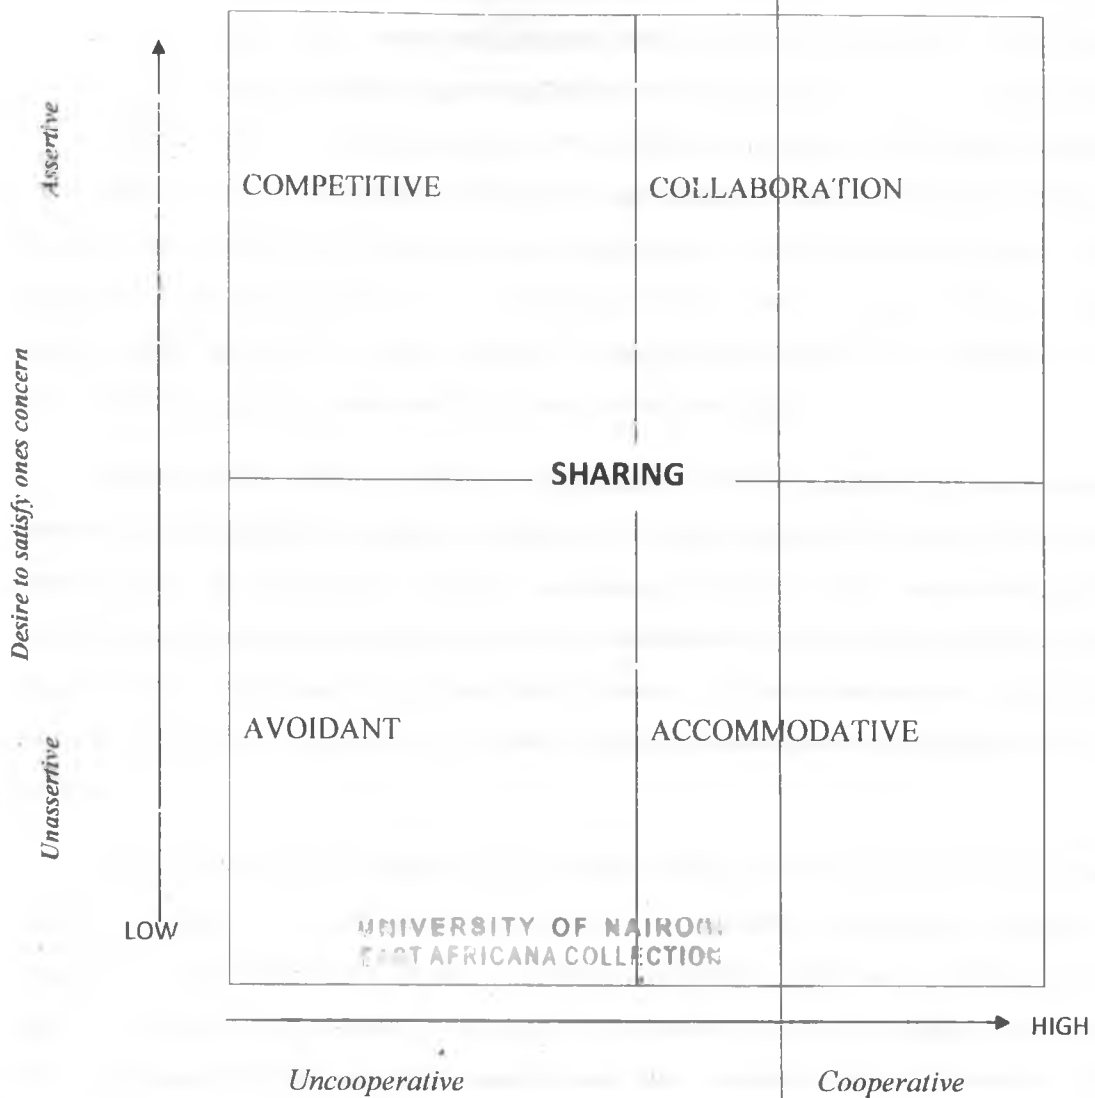 Assertive
COMPETITIVE
COLLABORATION
Desire to satisfy ones concern
SHARING
AVOIDANT
ACCOMMODATIVE
Unassertive
LOW
UNIVERSITY OF
EAST AFRICANA COLLECTION
HIGH
Uncooperative
Cooperative